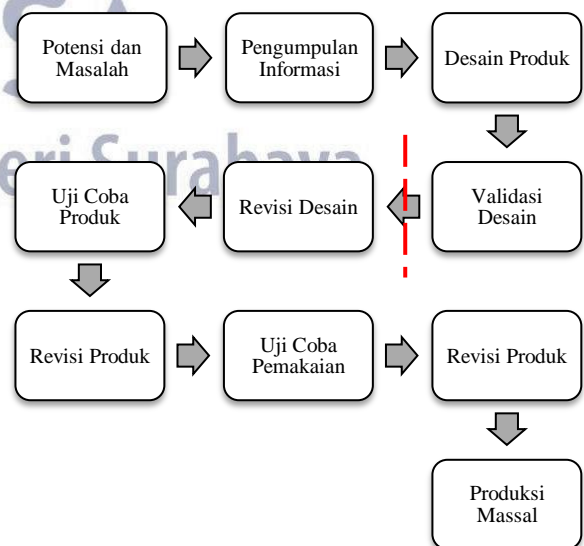 Potensi dan
Masalah
Pengumpulan
Informasi
Desain Produk
eri Surabaya
Uji Coba
Produk
Revisi Desain
Validasi
Desain
Revisi Produk
Uji Coba
Pemakaian
Revisi Produk
Produksi
Massal